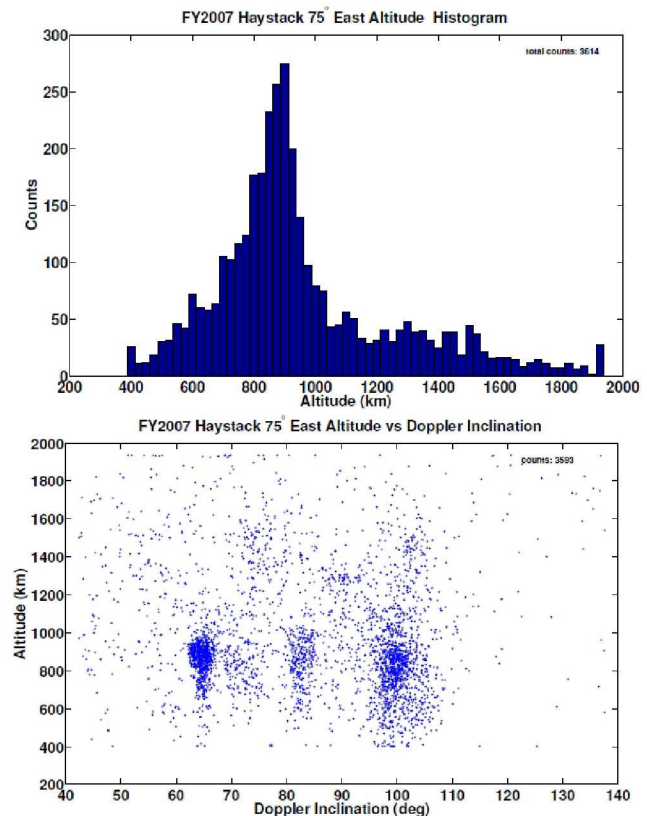 FY2007 Haystack 75° East Altitude Histogram
300
total counts: 3614
250
200
Counts
150
100
50
0
200 400 600 800 1000 1200 1400 1600 1800 2000
Altitude (km)
FY2007 Haystack 75° East Altitude vs Doppler Inclination
2000
counts: 3593
1800
1600
1400
Altitude (km)
1200
1000
800
600
400
200
40 50 60 70 80 90 100 110 120 130 140
Doppler Inclination (deg)